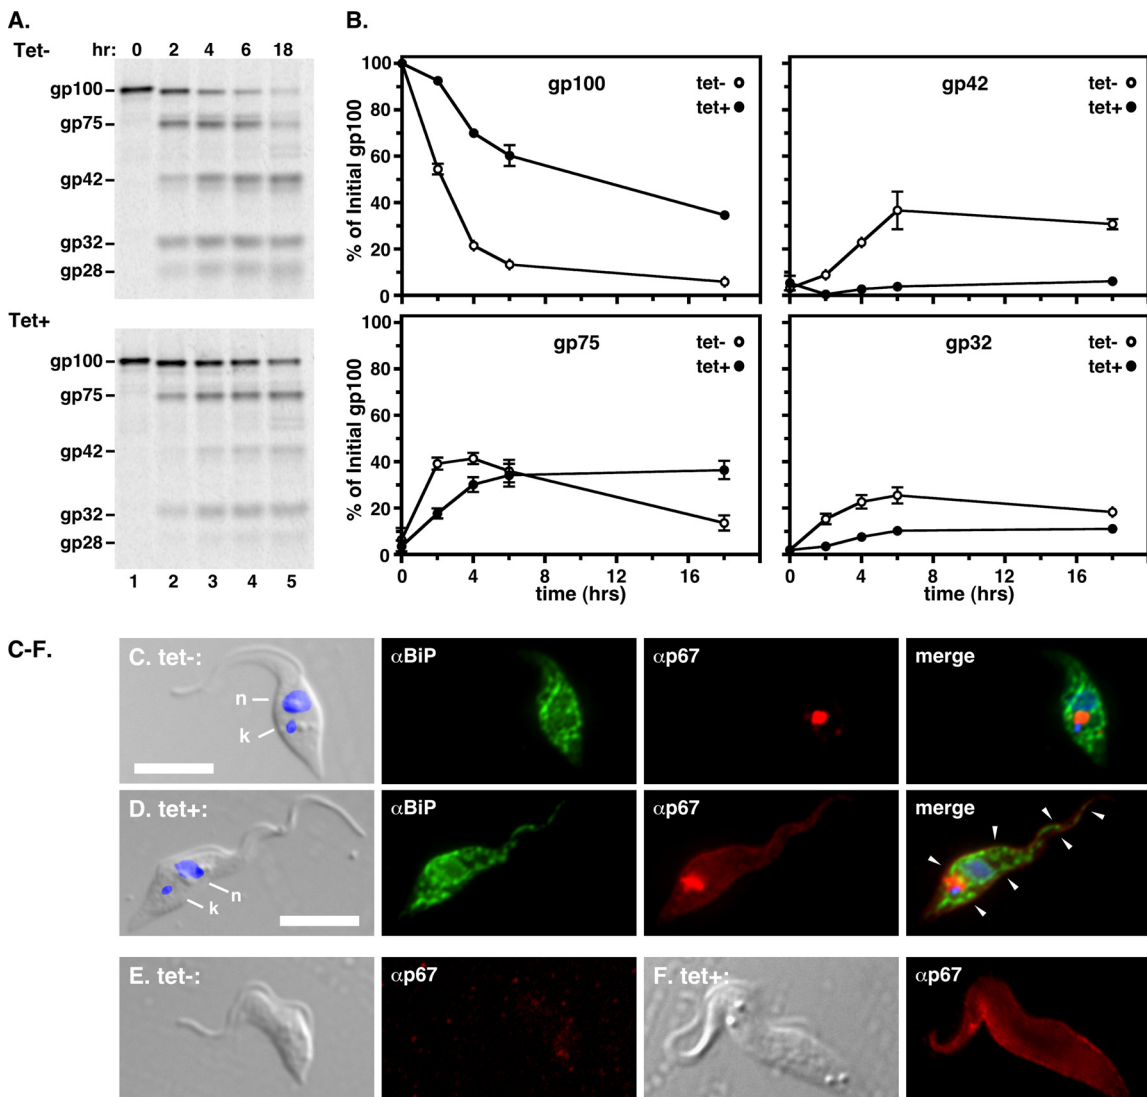 A.
Tet- hr: 0 2 4 6 18
gp100
gp75
gp42
gp32
gp28
Tet+
gp100
gp75
gp42
gp32
gp28
1 2 3 4 5
B.
% of Initial gp100
100
80
60
40
20
0
gp100
tet-
tet+
gp42
tet-
tet+
% of Initial gp100
100
80
60
40
20
0
gp75
tet-
tet+
0 4 8 12 16
time (hrs)
gp32
tet-
tet+
0 4 8 12 16
time (hrs)
C-F.
C. tet-:
n
k
αBiP
αp67
merge
D. tet+:
n
k
αBiP
αp67
merge
E. tet-:
αp67
F. tet+:
αp67